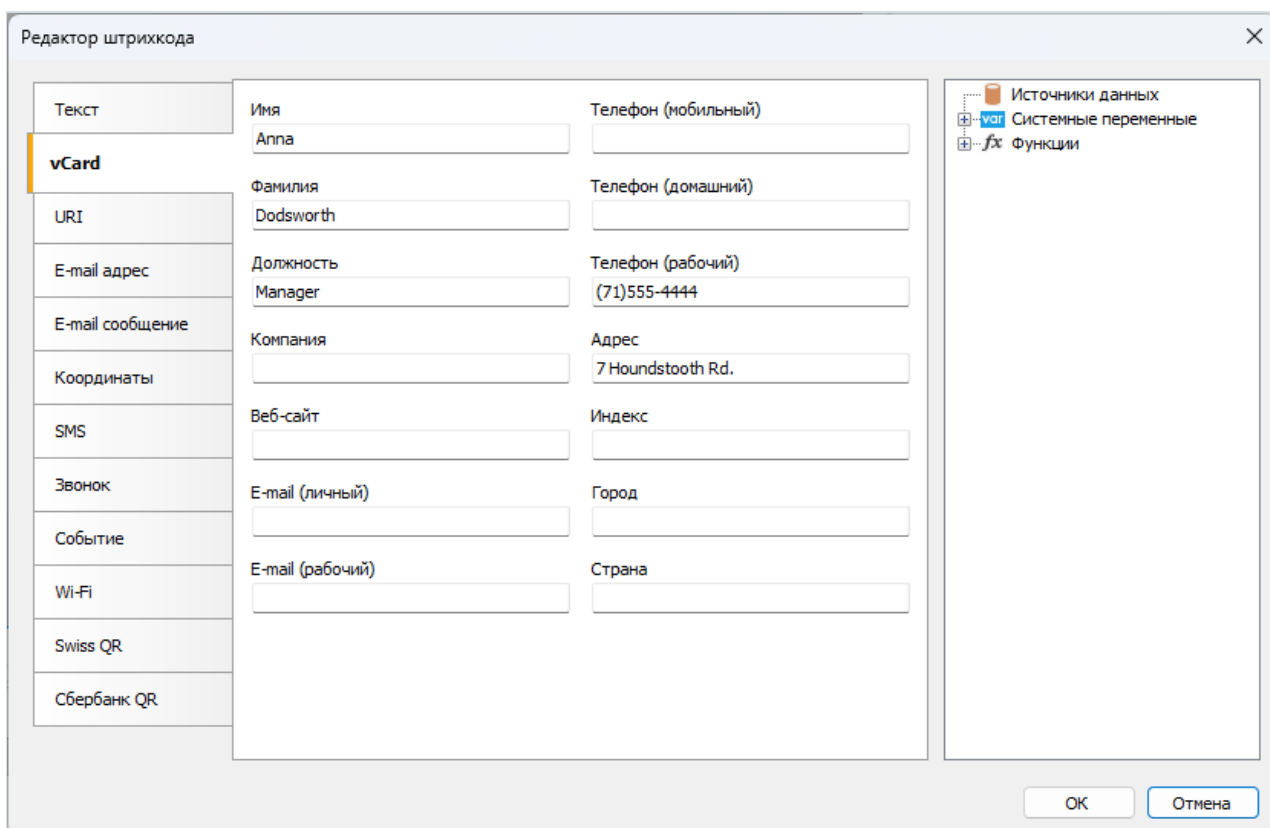 Редактор штрихкода
Текст
vCard
URI
E-mail адрес
E-mail сообщение
Координаты
SMS
Звонок
Событие
Wi-Fi
Swiss QR
Сбербанк QR
Имя
Anna
Фамилия
Dodsworth
Должность
Manager
Компания
Веб-сайт
E-mail (личный)
E-mail (рабочий)
Телефон (мобильный)
Телефон (домашний)
Телефон (рабочий)
(71)555-4444
Адрес
7 Houndstooth Rd.
Индекс
Город
Страна
Источники данных
var Системные переменные
fx Функции
ОК
Отмена